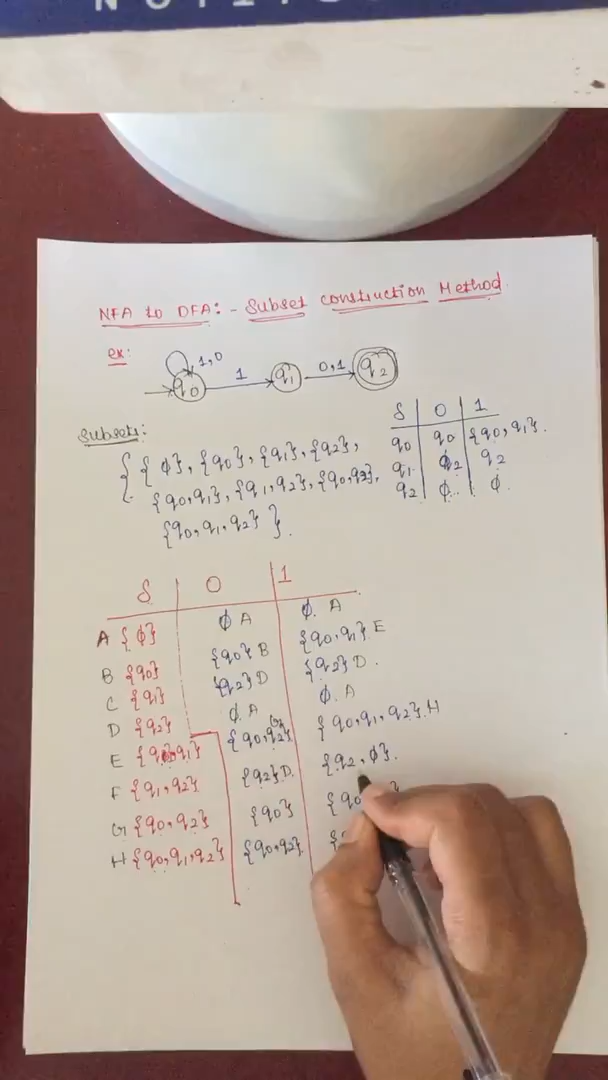 NFA to DFA: - Subset construction Method
ex:
1,0
q0 1 q1 0,1 q2
Subsets:
{ {φ}, {q0}, {q1}, {q2},
{q0,q1}, {q1,q2}, {q0,q2},
{q0,q1,q2} }.
δ 0 1
q0 q0 {q0,q1}.
q1 q2 q2
q2 φ. φ.
δ 0 1
A {φ} φ A φ. A
B {q0} {q0} B {q0,q1} E
C {q1} {q2} D {q2} D.
D {q2} φ. A φ. A
E {q0,q1} {q0,q2} G {q0,q1,q2}.H
F {q1,q2} {q2}.D {q2,φ}.
G {q0,q2} {q0} {q0
H {q0,q1,q2} {q0,q2}